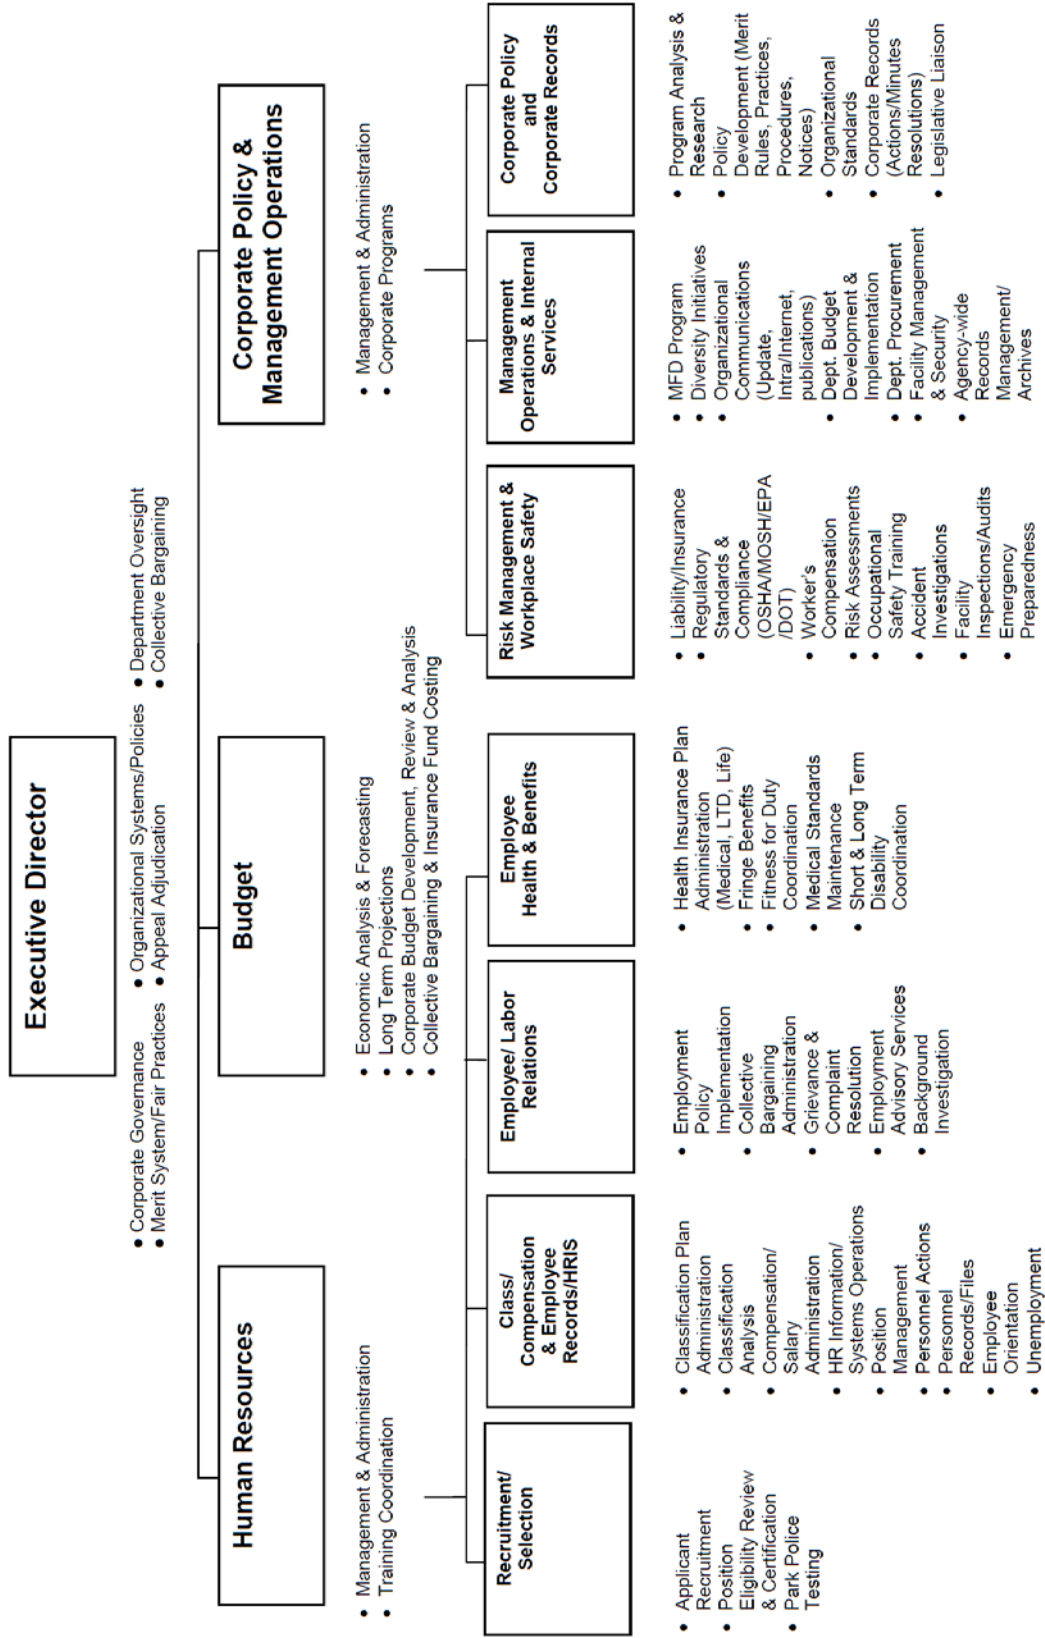 Executive Director
● Corporate Governance
● Merit System/Fair Practices
● Organizational Systems/Policies
● Appeal Adjudication
● Department Oversight
● Collective Bargaining
Human Resources
• Management & Administration
• Training Coordination
Budget
• Economic Analysis & Forecasting
• Long Term Projections
• Corporate Budget Development, Review & Analysis
• Collective Bargaining & Insurance Fund Costing
Corporate Policy &
Management Operations
• Management & Administration
• Corporate Programs
Recruitment/
Selection
• Applicant
Recruitment
• Position
Eligibility Review
& Certification
• Park Police
Testing
Class/
Compensation
& Employee
Records/HRIS
• Classification Plan
Administration
• Classification
Analysis
• Compensation/
Salary
Administration
• HR Information/
Systems Operations
• Position
Management
• Personnel Actions
• Personnel
Records/Files
• Employee
Orientation
• Unemployment
Employee/ Labor
Relations
• Employment
Policy
Implementation
• Collective
Bargaining
Administration
• Grievance &
Complaint
Resolution
• Employment
Advisory Services
• Background
Investigation
Employee
Health & Benefits
• Health Insurance Plan
Administration
(Medical, LTD, Life)
• Fringe Benefits
• Fitness for Duty
Coordination
• Medical Standards
Maintenance
• Short & Long Term
Disability
Coordination
Risk Management &
Workplace Safety
• Liability/Insurance
• Regulatory
Standards &
Compliance
(OSHA/MOSH/EPA
/DOT)
• Worker's
Compensation
• Risk Assessments
• Occupational
Safety Training
• Accident
Investigations
• Facility
Inspections/Audits
• Emergency
Preparedness
Management
Operations & Internal
Services
• MFD Program
• Diversity Initiatives
• Organizational
Communications
(Update,
Intra/Internet,
publications)
• Dept. Budget
Development &
Implementation
• Dept. Procurement
• Facility Management
& Security
• Agency-wide
Records
Management/
Archives
Corporate Policy
and
Corporate Records
• Program Analysis &
Research
• Policy
Development (Merit
Rules, Practices,
Procedures,
Notices)
• Organizational
Standards
• Corporate Records
(Actions/Minutes
Resolutions)
• Legislative Liaison